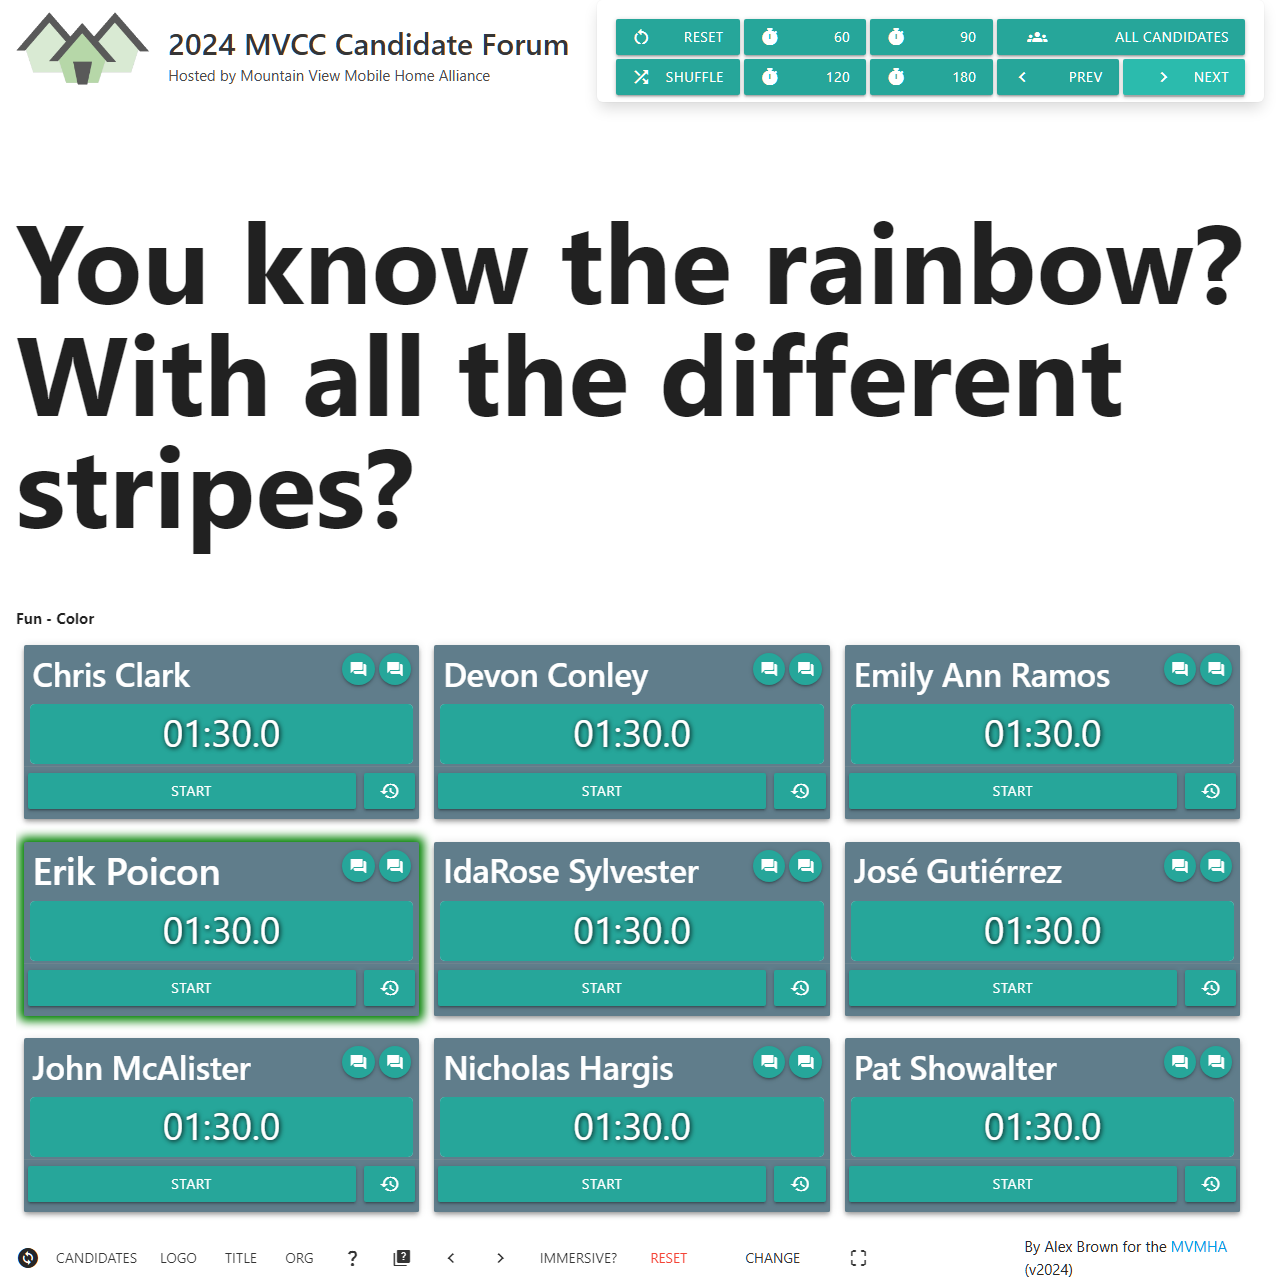 2024 MVCC Candidate Forum
Hosted by Mountain View Mobile Home Alliance
RESET
60
90
ALL CANDIDATES
SHUFFLE
120
180
PREV
NEXT
You know the rainbow?
With all the different
stripes?
Fun - Color
Chris Clark
01:30.0
START
Devon Conley
01:30.0
START
Emily Ann Ramos
01:30.0
START
Erik Poicon
01:30.0
START
IdaRose Sylvester
01:30.0
START
José Gutiérrez
01:30.0
START
John McAlister
01:30.0
START
Nicholas Hargis
01:30.0
START
Pat Showalter
01:30.0
START
CANDIDATES LOGO TITLE ORG ? IMMERSIVE? RESET CHANGE
By Alex Brown for the MVMHA
(v2024)